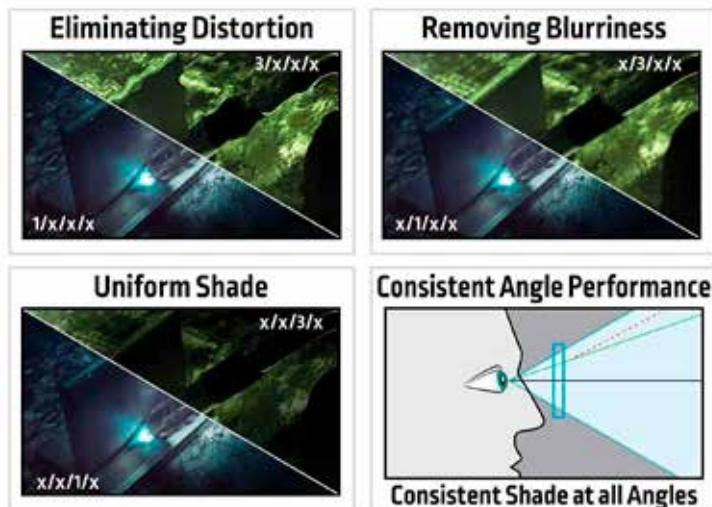 Eliminating Distortion
3/x/x/x
1/x/x/x
Removing Blurriness
x/3/x/x
x/1/x/x
Uniform Shade
x/x/3/x
x/x/1/x
Consistent Angle Performance
Consistent Shade at all Angles